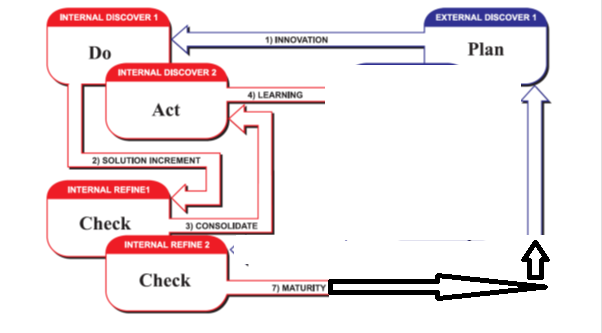 INTERNAL DISCOVER 1
Do
EXTERNAL DISCOVER 1
Plan
1) INNOVATION
INTERNAL DISCOVER 2
Act
4) LEARNING
2) SOLUTION INCREMENT
INTERNAL REFINE1
Check
3) CONSOLIDATE
INTERNAL REFINE 2
Check
7) MATURITY